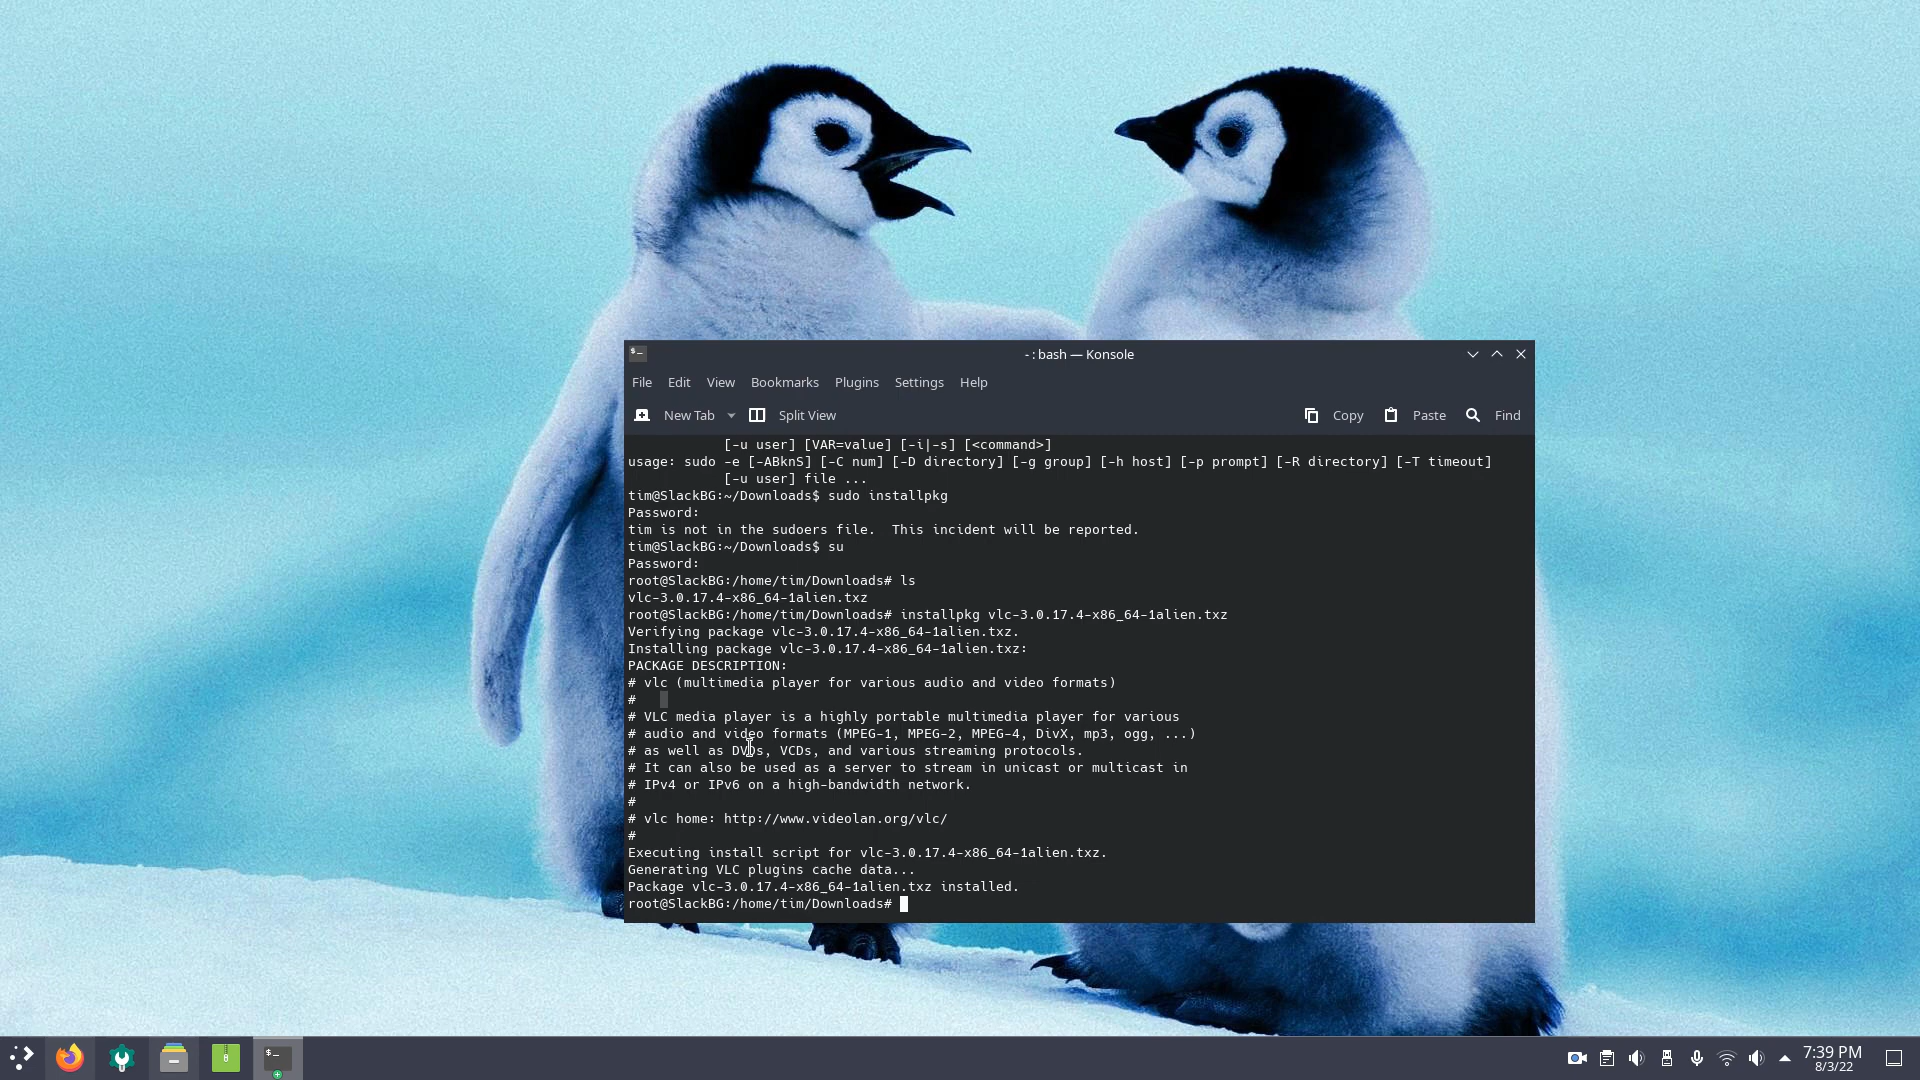 - : bash — Konsole
File Edit View Bookmarks Plugins Settings Help
New Tab Split View Copy Paste Find
[-u user] [VAR=value] [-i|-s] [<command>]
usage: sudo -e [-ABknS] [-C num] [-D directory] [-g group] [-h host] [-p prompt] [-R directory] [-T timeout]
[-u user] file ...
tim@SlackBG:~/Downloads$ sudo installpkg
Password:
tim is not in the sudoers file.  This incident will be reported.
tim@SlackBG:~/Downloads$ su
Password:
root@SlackBG:/home/tim/Downloads# ls
vlc-3.0.17.4-x86_64-1alien.txz
root@SlackBG:/home/tim/Downloads# installpkg vlc-3.0.17.4-x86_64-1alien.txz
Verifying package vlc-3.0.17.4-x86_64-1alien.txz.
Installing package vlc-3.0.17.4-x86_64-1alien.txz:
PACKAGE DESCRIPTION:
# vlc (multimedia player for various audio and video formats)
#
# VLC media player is a highly portable multimedia player for various
# audio and video formats (MPEG-1, MPEG-2, MPEG-4, DivX, mp3, ogg, ...)
# as well as DVDs, VCDs, and various streaming protocols.
# It can also be used as a server to stream in unicast or multicast in
# IPv4 or IPv6 on a high-bandwidth network.
#
# vlc home: http://www.videolan.org/vlc/
#
Executing install script for vlc-3.0.17.4-x86_64-1alien.txz.
Generating VLC plugins cache data...
Package vlc-3.0.17.4-x86_64-1alien.txz installed.
root@SlackBG:/home/tim/Downloads#
7:39 PM
8/3/22